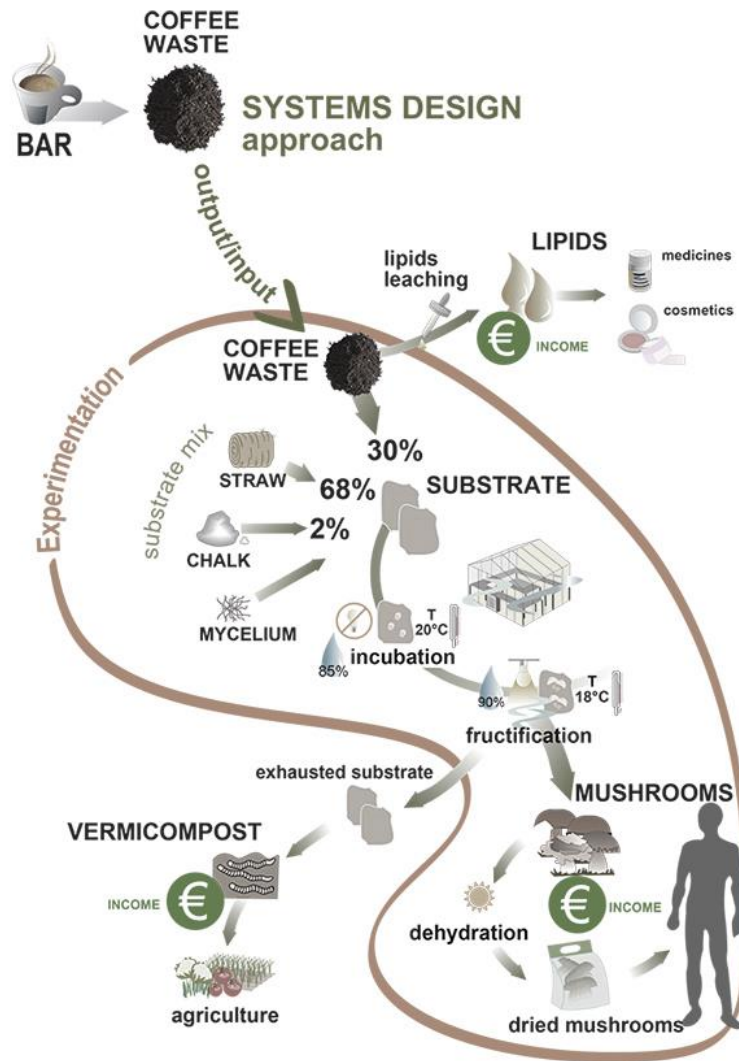 COFFEE
WASTE
BAR
SYSTEMS DESIGN
approach
output/input
LIPIDS
lipids
leaching
medicines
cosmetics
€ INCOME
COFFEE
WASTE
Experimentation
substrate mix
30%
STRAW
68%
SUBSTRATE
2%
CHALK
MYCELIUM
T
20°C
85%
incubation
90%
T
18°C
fructification
exhausted substrate
MUSHROOMS
VERMICOMPOST
INCOME €
€ INCOME
dehydration
agriculture
dried mushrooms